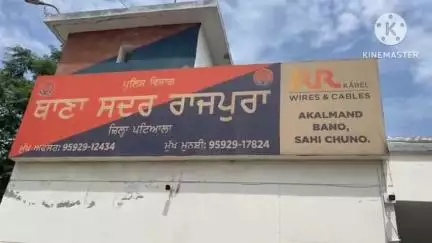 ਪੁਲਿਸ ਵਿਭਾਗ
ਥਾਣਾ ਸਦਰ ਰਾਜਪੁਰਾ
ਜ਼ਿਲ੍ਹਾ ਪਟਿਆਲਾ
ਮੁੱਖ ਅਫਸਰ: 95929-12434
ਮੁੱਖ ਮੁਨਸ਼ੀ: 95929-17824
RR KABEL
WIRES & CABLES
AKALMAND
BANO,
SAHI CHUNO.
KINEMASTER